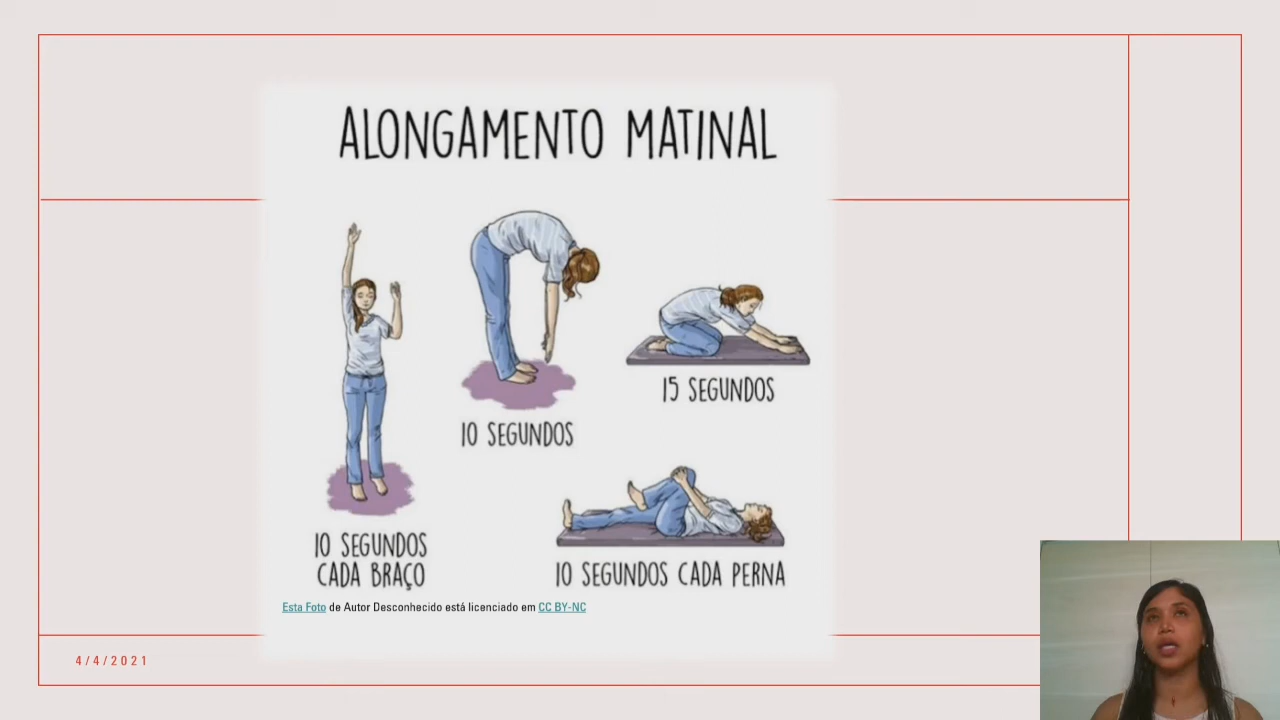 ALONGAMENTO MATINAL
15 SEGUNDOS
10 SEGUNDOS
10 SEGUNDOS
CADA BRAÇO
10 SEGUNDOS CADA PERNA
Esta Foto de Autor Desconhecido está licenciado em CC BY-NC
4/4/2021